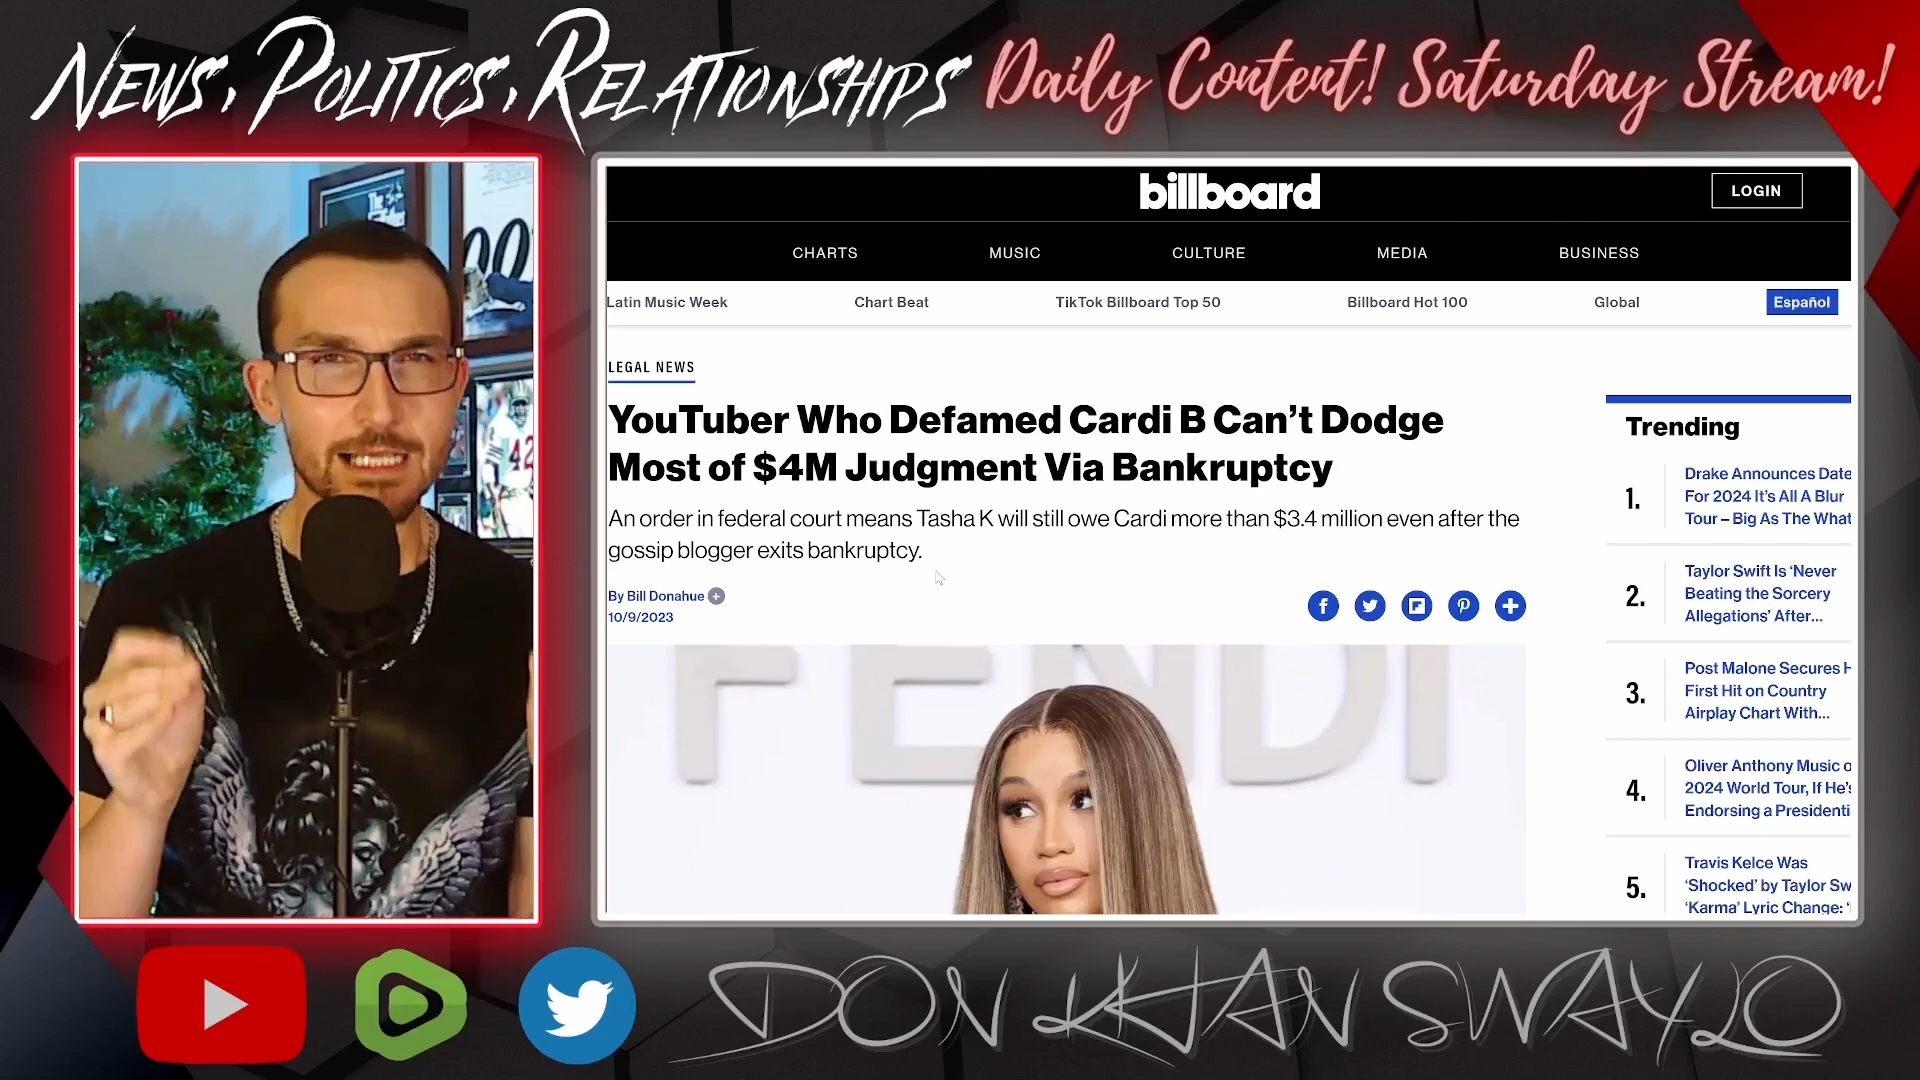 NEWS, POLITICS, RELATIONSHIPS
Daily Content! Saturday Stream!
billboard
LOGIN
CHARTS MUSIC CULTURE MEDIA BUSINESS
Latin Music Week Chart Beat TikTok Billboard Top 50 Billboard Hot 100 Global Español
LEGAL NEWS
YouTuber Who Defamed Cardi B Can't Dodge
Most of $4M Judgment Via Bankruptcy
An order in federal court means Tasha K will still owe Cardi more than $3.4 million even after the
gossip blogger exits bankruptcy.
By Bill Donahue +
10/9/2023
FENDI
Trending
1.
Drake Announces Date
For 2024 It's All A Blur
Tour – Big As The What
2.
Taylor Swift Is 'Never
Beating the Sorcery
Allegations' After...
3.
Post Malone Secures H
First Hit on Country
Airplay Chart With...
4.
Oliver Anthony Music o
2024 World Tour, If He's
Endorsing a Presidenti
5.
Travis Kelce Was
'Shocked' by Taylor Sw
'Karma' Lyric Change: '
42
DON KHAN SWAYLO